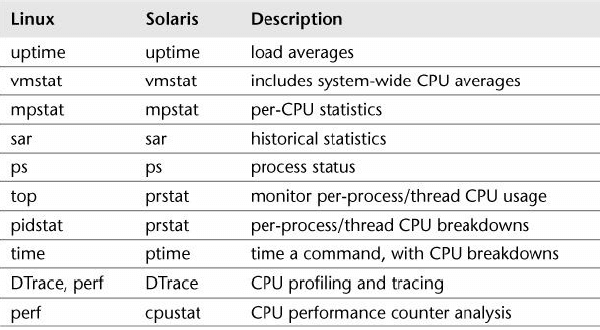 Linux Solaris Description
uptime uptime load averages
vmstat vmstat includes system-wide CPU averages
mpstat mpstat per-CPU statistics
sar sar historical statistics
ps ps process status
top prstat monitor per-process/thread CPU usage
pidstat prstat per-process/thread CPU breakdowns
time ptime time a command, with CPU breakdowns
DTrace, perf DTrace CPU profiling and tracing
perf cpustat CPU performance counter analysis